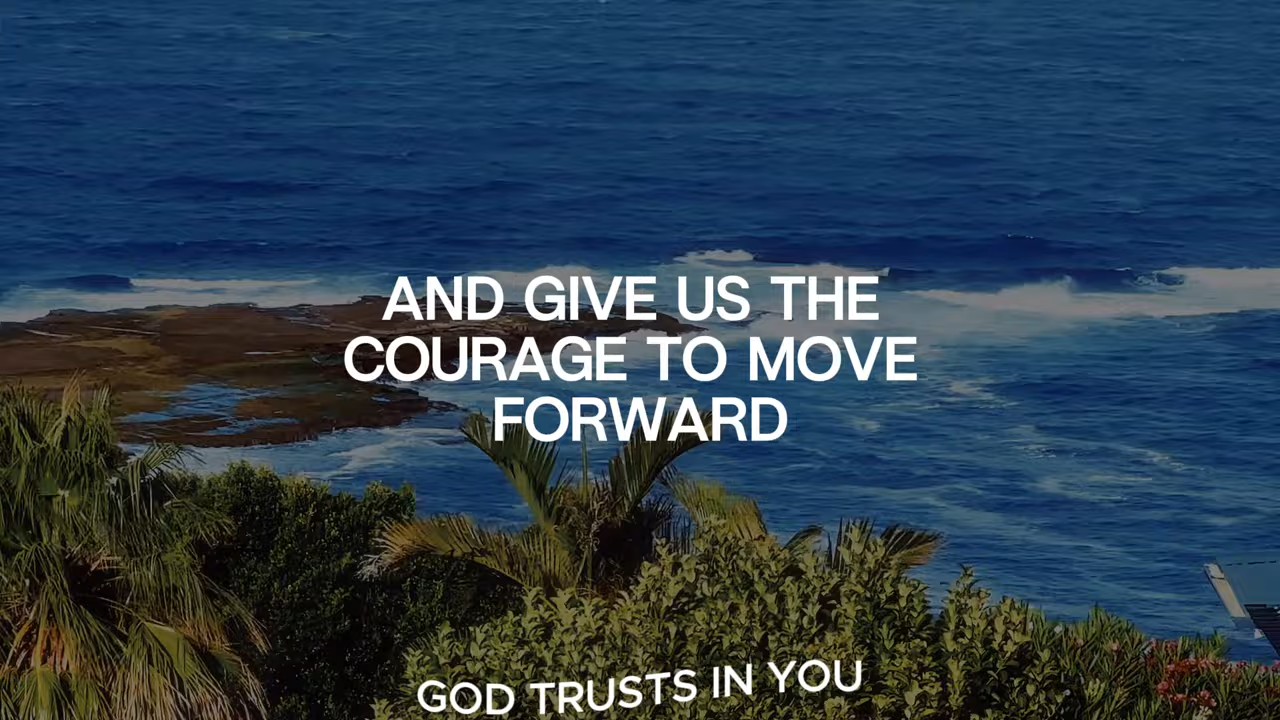 AND GIVE US THE
COURAGE TO MOVE
FORWARD
GOD TRUSTS IN YOU